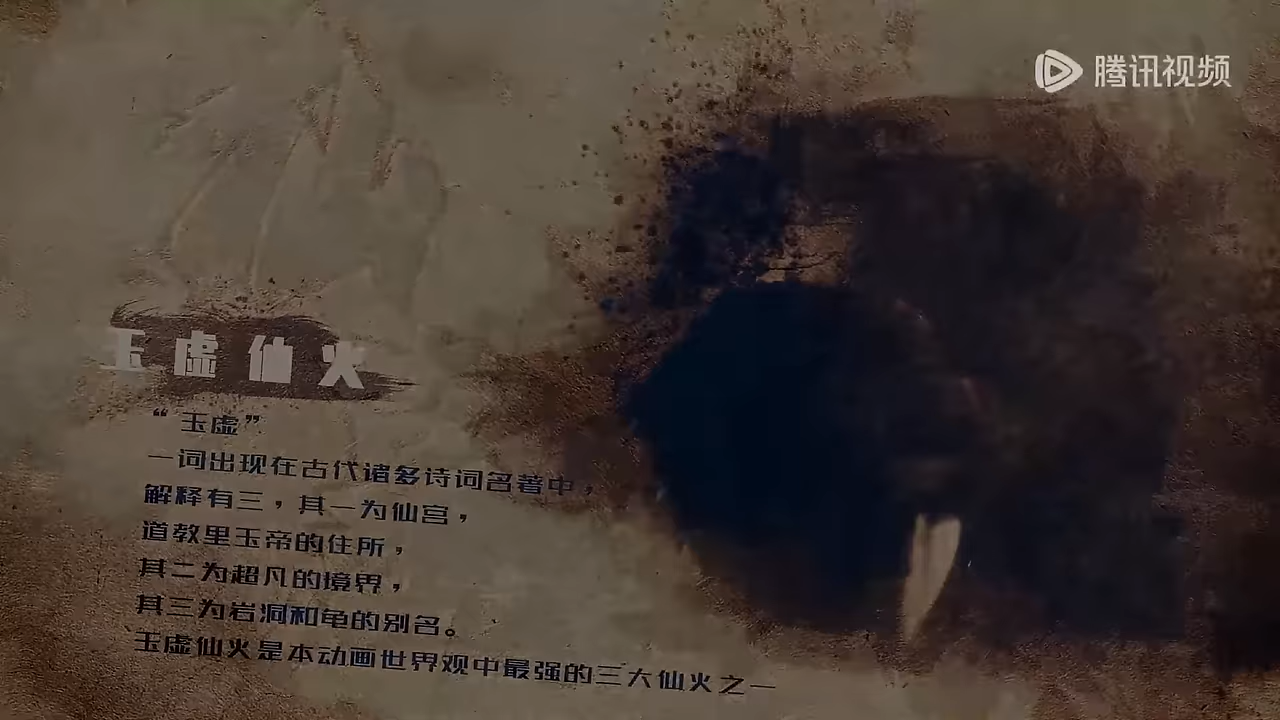 腾讯视频
玉虚仙火
“玉虚”
一词出现在古代诸多诗词名著中，
解释有三，其一为仙宫，
道教里玉帝的住所，
其二为超凡的境界，
其三为岩洞和龟的别名。
玉虚仙火是本动画世界观中最强的三大仙火之一